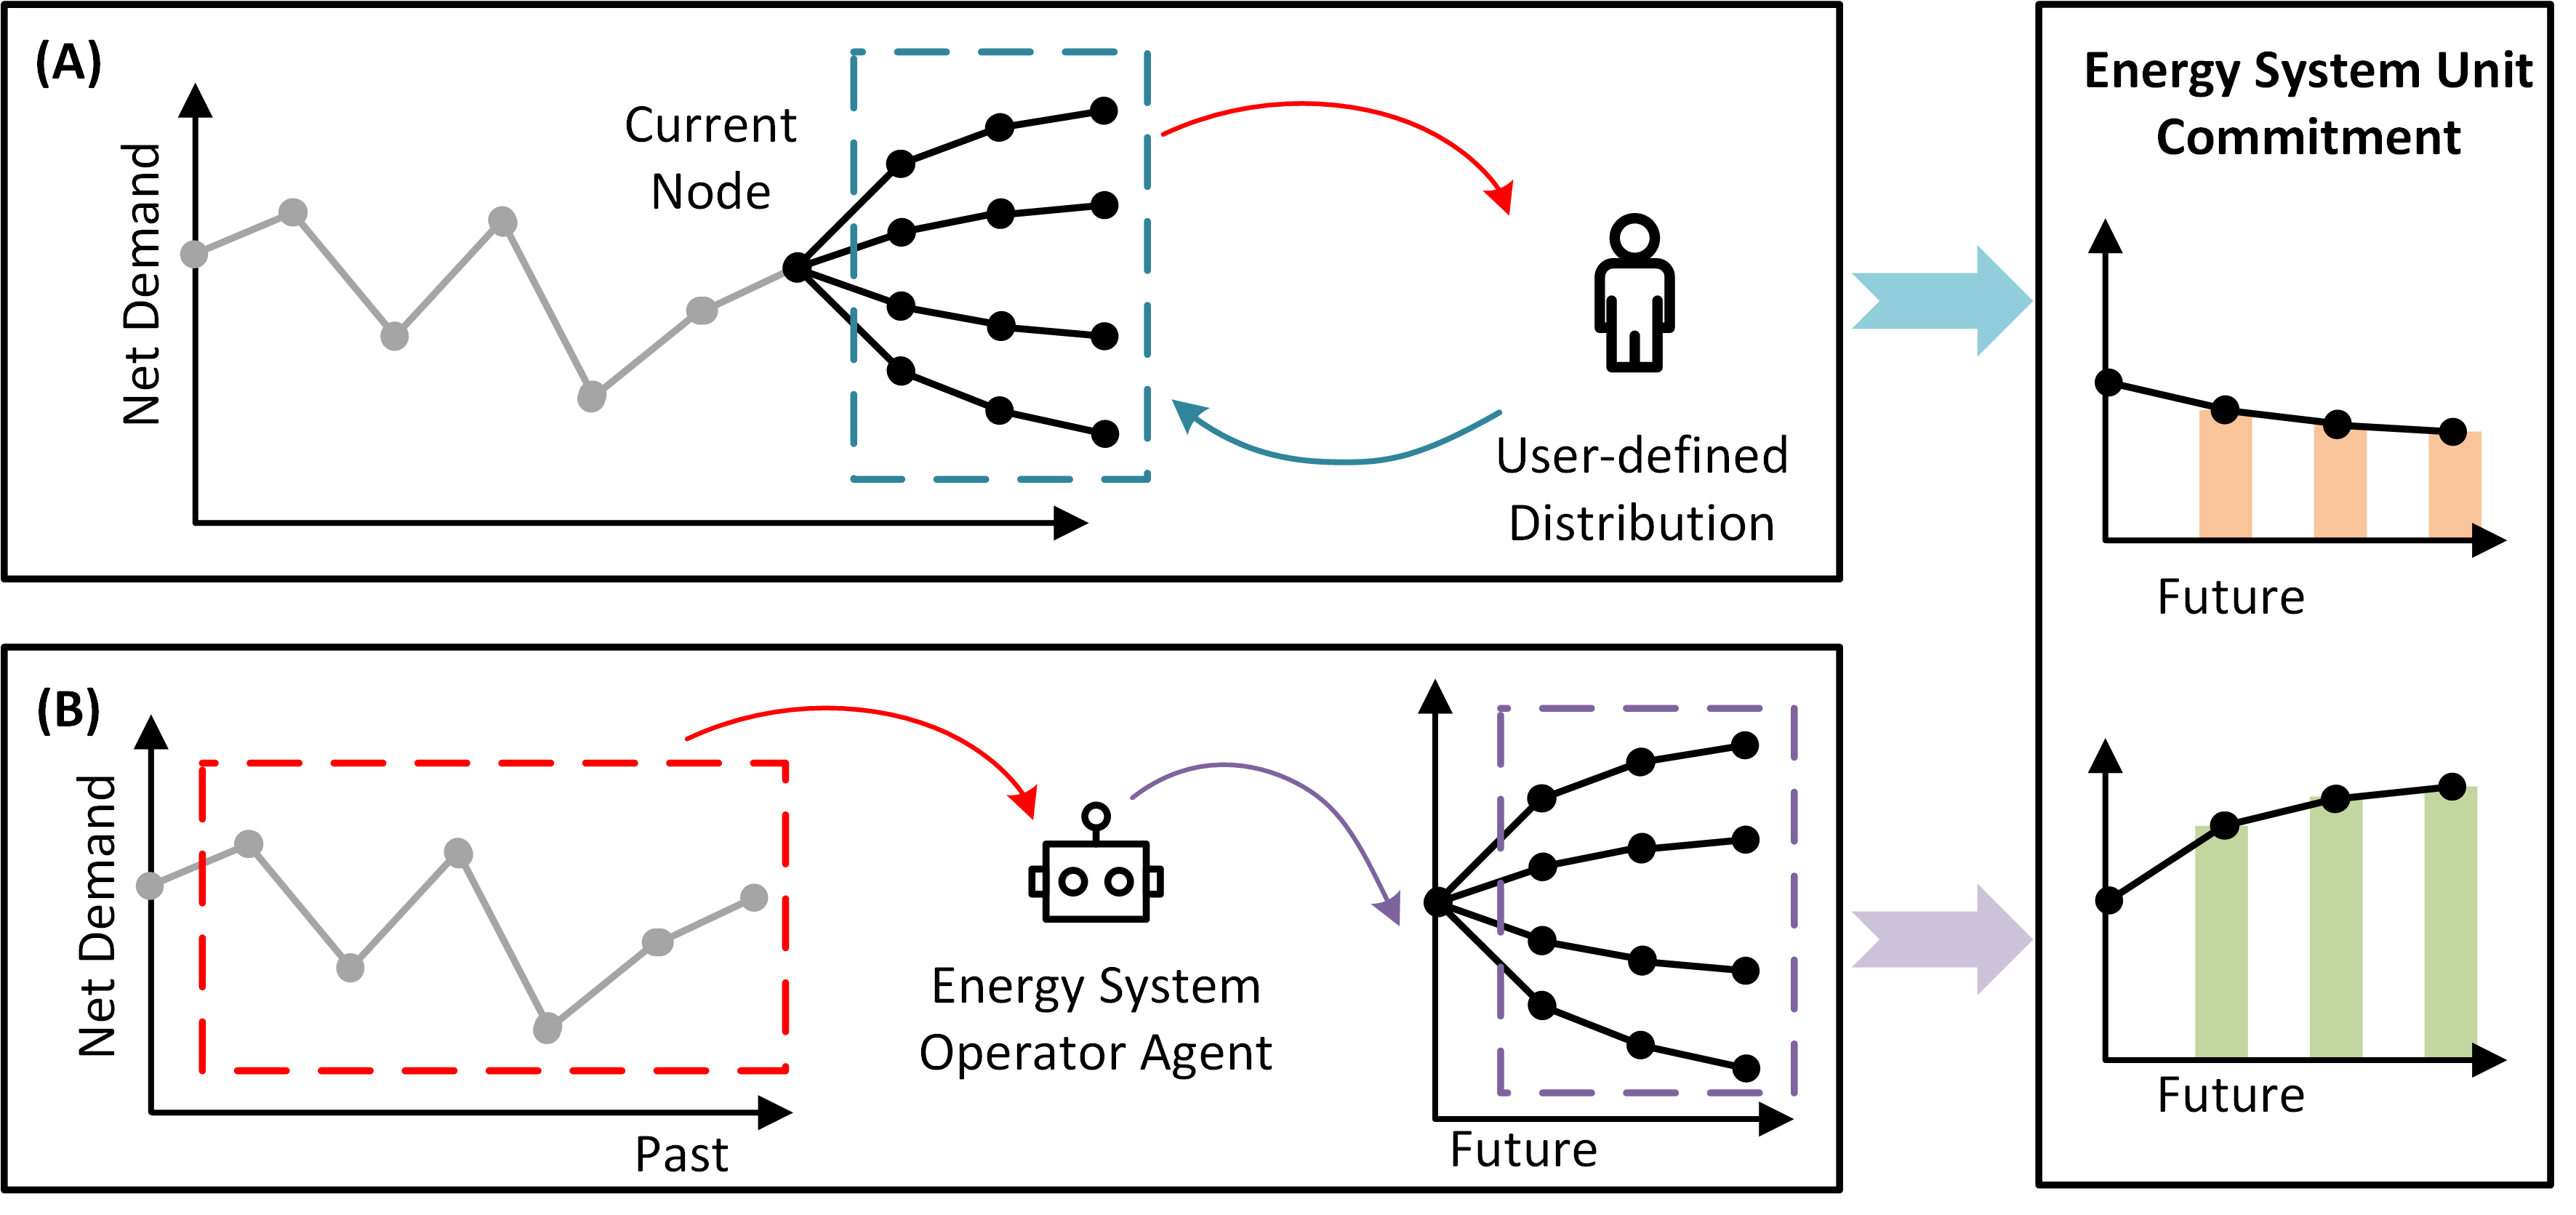 (A)
Net Demand
Current
Node
User-defined
Distribution
(B)
Net Demand
Past
Energy System
Operator Agent
Future
Energy System Unit
Commitment
Future
Future